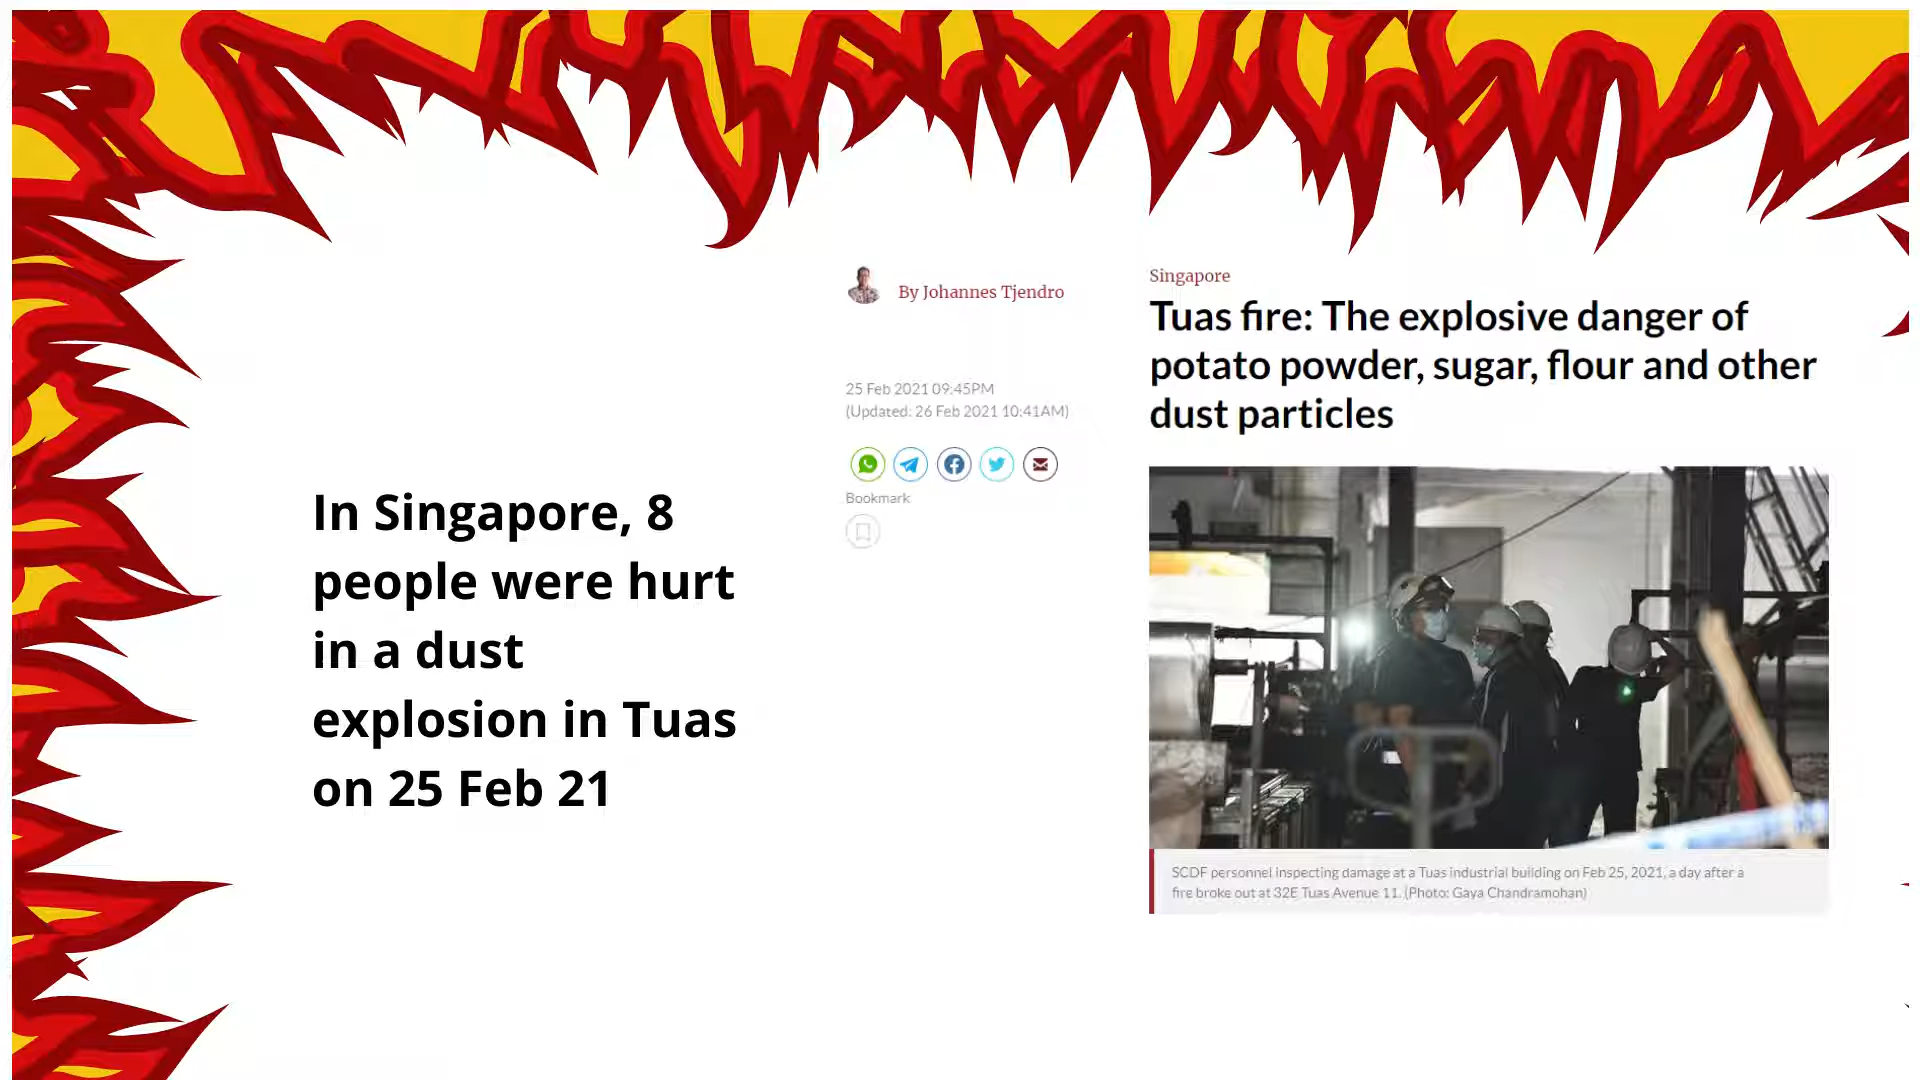 In Singapore, 8
people were hurt
in a dust
explosion in Tuas
on 25 Feb 21
By Johannes Tjendro
25 Feb 2021 09:45PM
(Updated: 26 Feb 2021 10:41AM)
Bookmark
Singapore
Tuas fire: The explosive danger of
potato powder, sugar, flour and other
dust particles
SCDF personnel inspecting damage at a Tuas industrial building on Feb 25, 2021, a day after a
fire broke out at 32E Tuas Avenue 11. (Photo: Gaya Chandramohan)